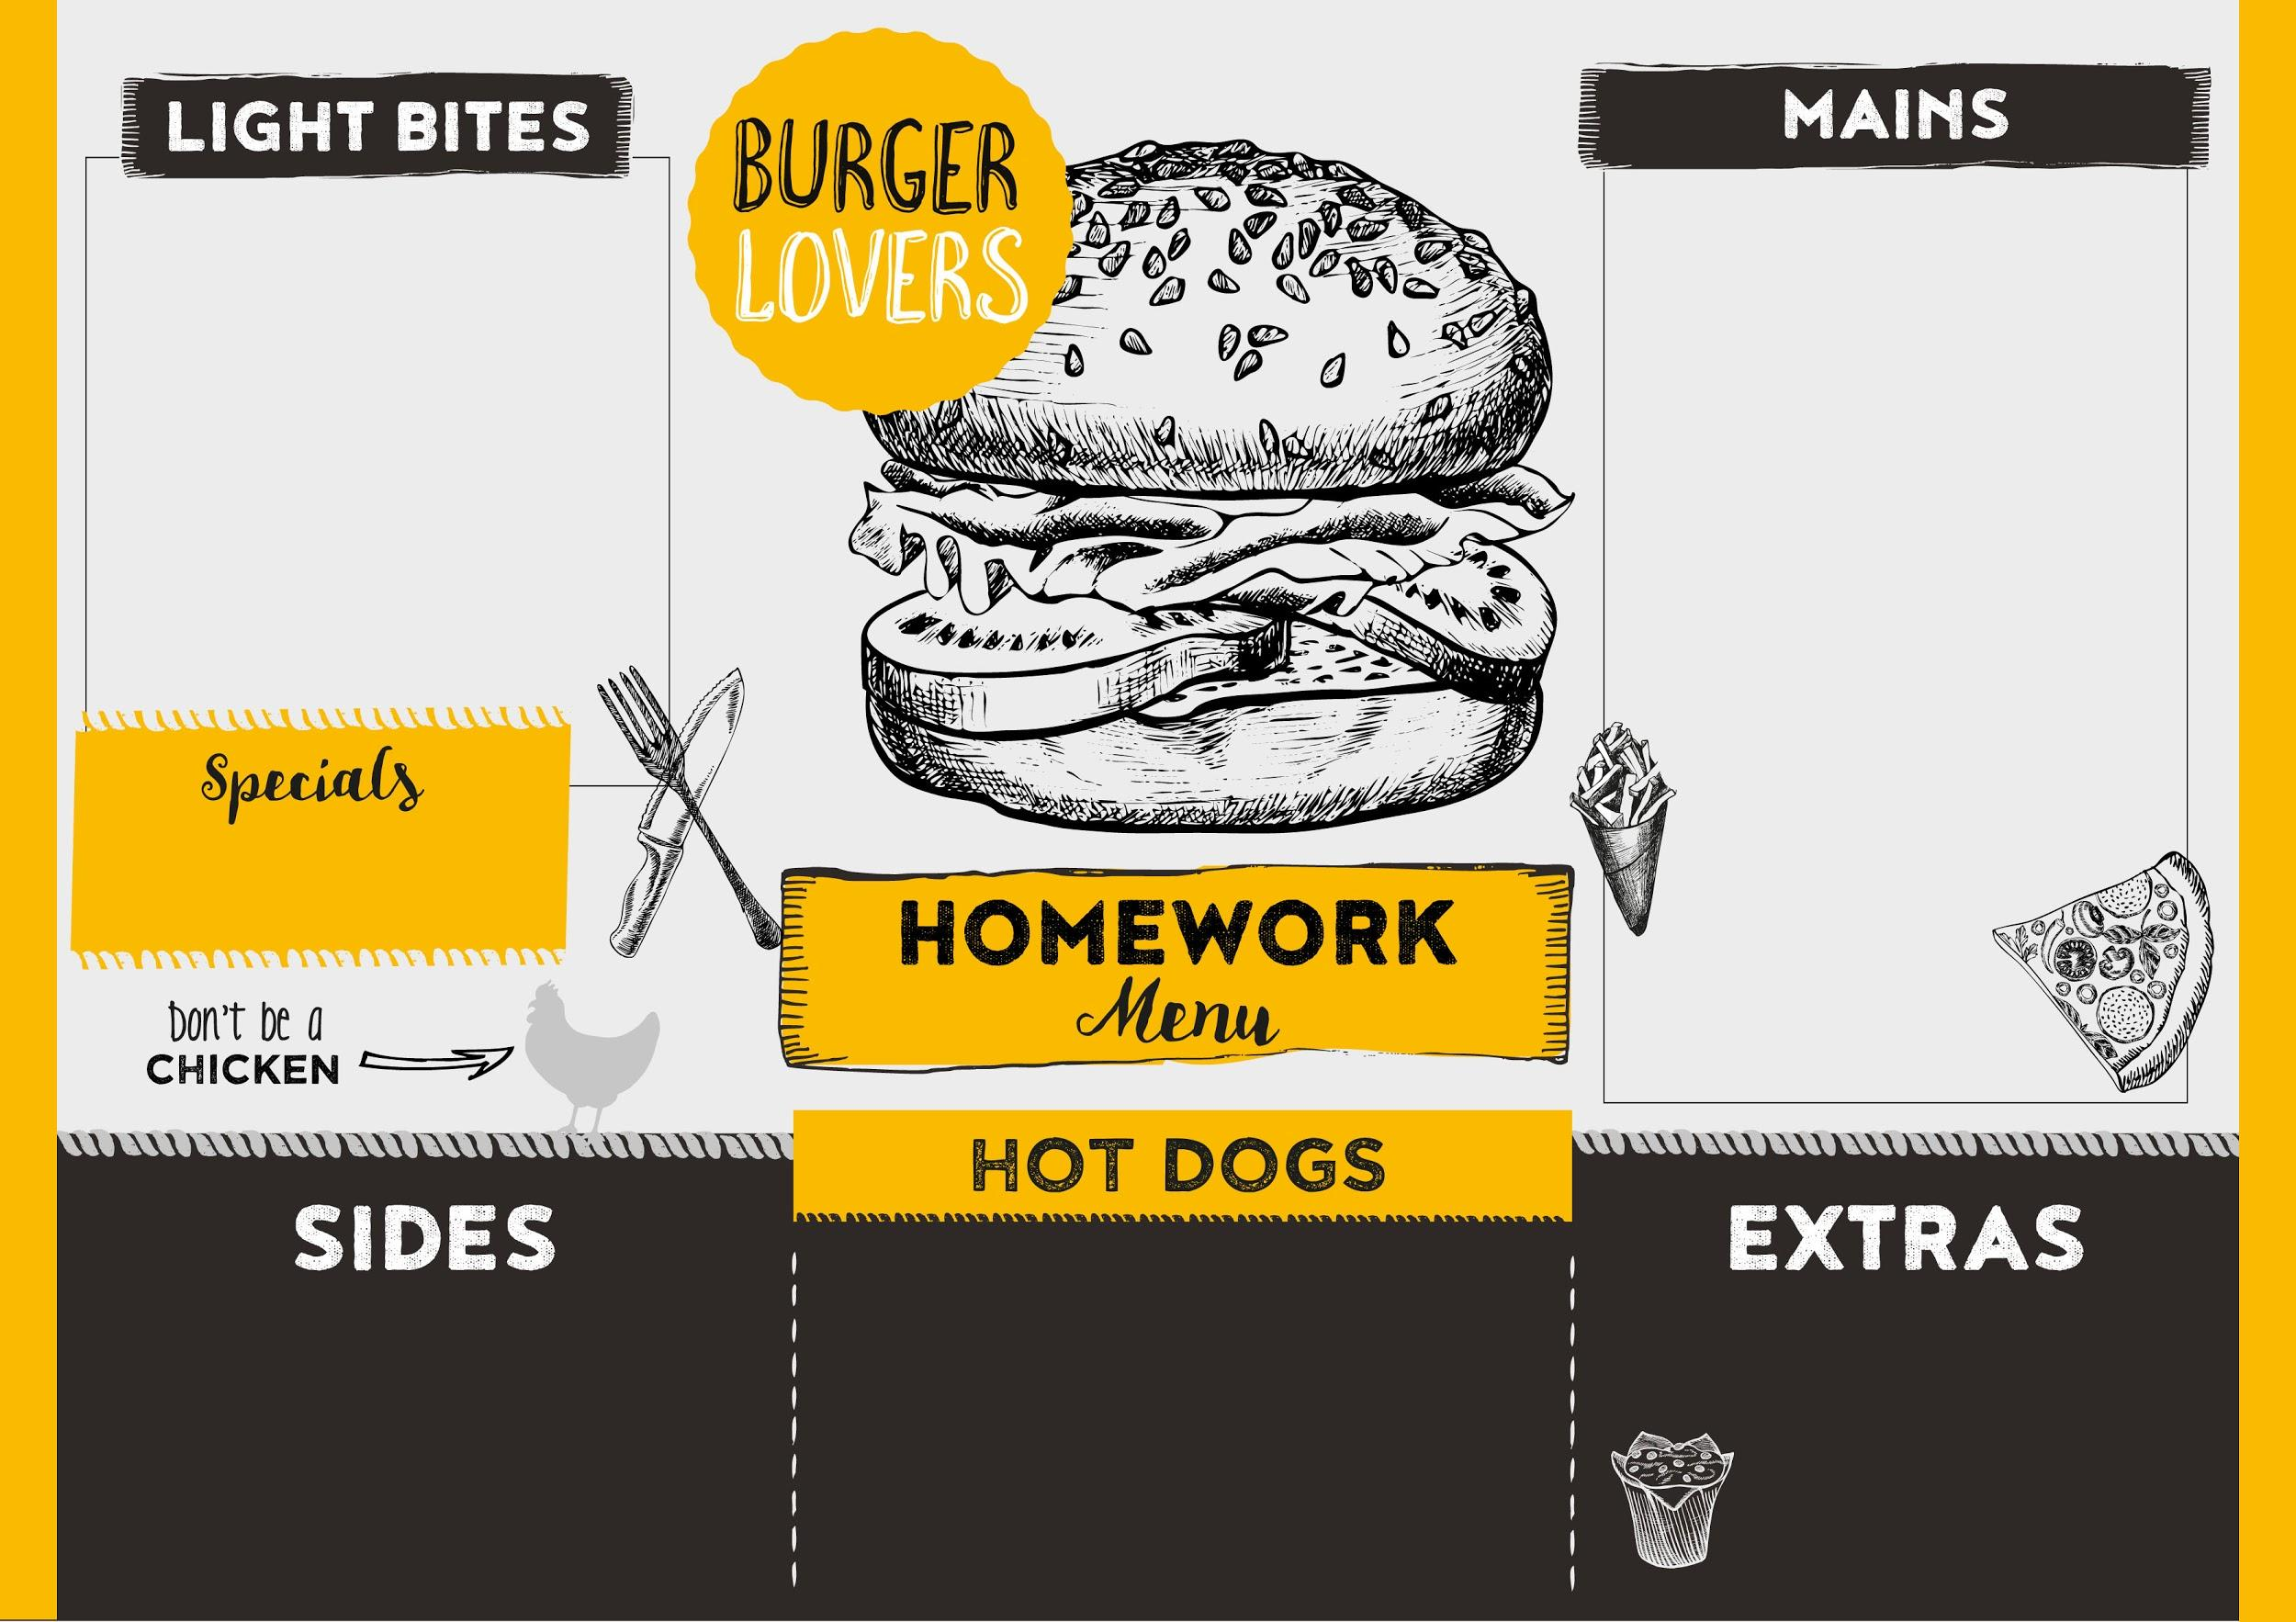 LIGHT BITES
BURGER
LOVERS
MAINS
Specials
Don't be a
CHICKEN
HOMEWORK
Menu
HOT DOGS
SIDES
EXTRAS